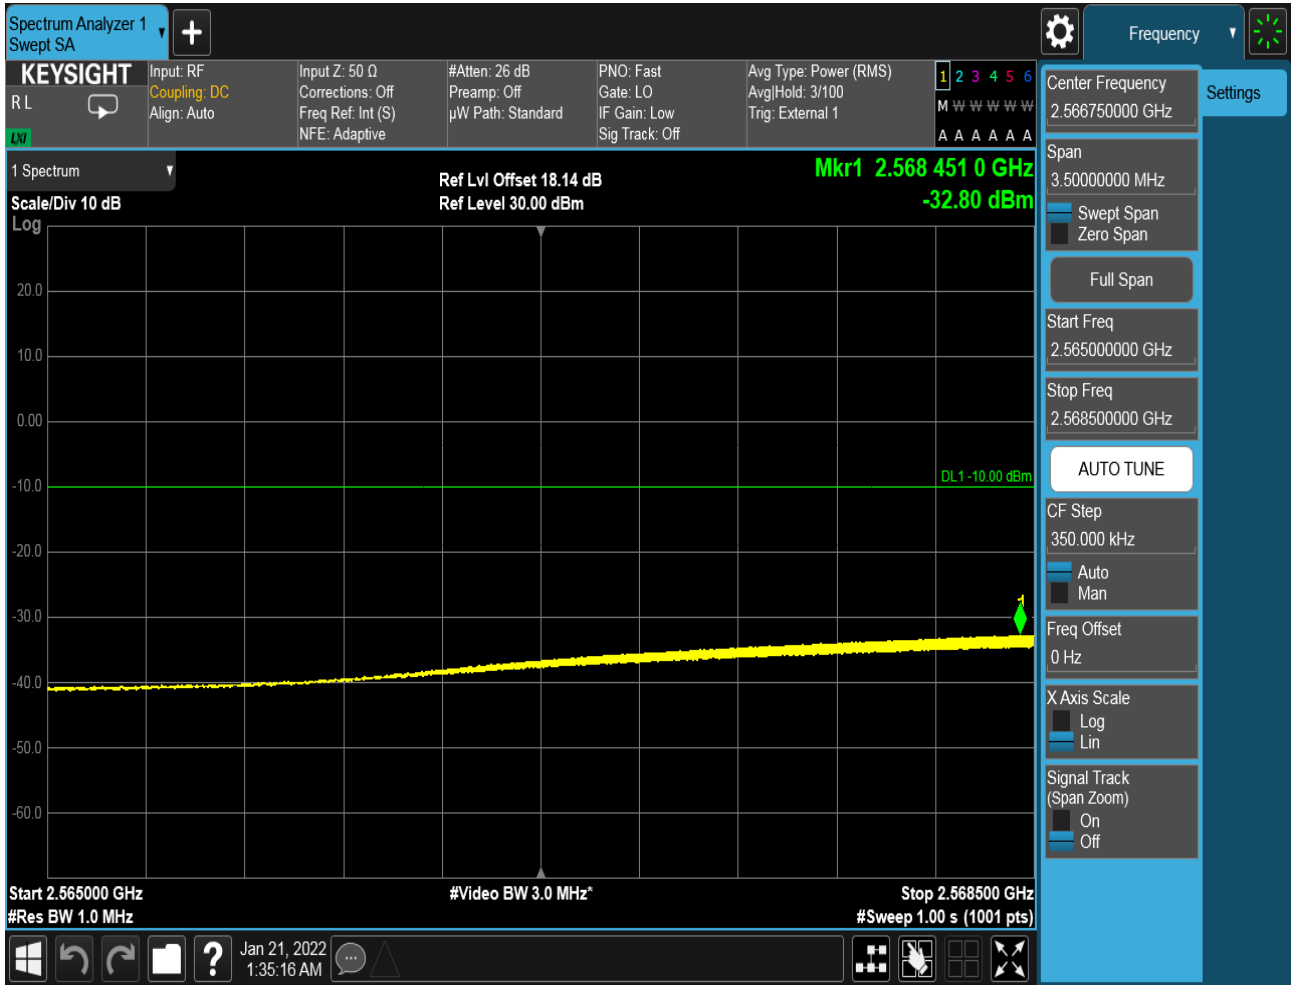 Spectrum Analyzer 1
Swept SA
Frequency
KEYSIGHT
R L
LXI
Input: RF
Coupling: DC
Align: Auto
Input Z: 50 Ω
Corrections: Off
Freq Ref: Int (S)
NFE: Adaptive
#Atten: 26 dB
Preamp: Off
µW Path: Standard
PNO: Fast
Gate: LO
IF Gain: Low
Sig Track: Off
Avg Type: Power (RMS)
Avg|Hold: 3/100
Trig: External 1
1 2 3 4 5 6
M W W W W W
A A A A A A
1 Spectrum
Scale/Div 10 dB
Log
Ref Lvl Offset 18.14 dB
Ref Level 30.00 dBm
Mkr1 2.568 451 0 GHz
-32.80 dBm
20.0
10.0
0.00
-10.0
-20.0
-30.0
-40.0
-50.0
-60.0
DL1 -10.00 dBm
1
Start 2.565000 GHz
#Res BW 1.0 MHz
#Video BW 3.0 MHz*
Stop 2.568500 GHz
#Sweep 1.00 s (1001 pts)
Center Frequency
2.566750000 GHz
Span
3.50000000 MHz
Swept Span
Zero Span
Full Span
Start Freq
2.565000000 GHz
Stop Freq
2.568500000 GHz
AUTO TUNE
CF Step
350.000 kHz
Auto
Man
Freq Offset
0 Hz
X Axis Scale
Log
Lin
Signal Track
(Span Zoom)
On
Off
Settings
Jan 21, 2022
1:35:16 AM